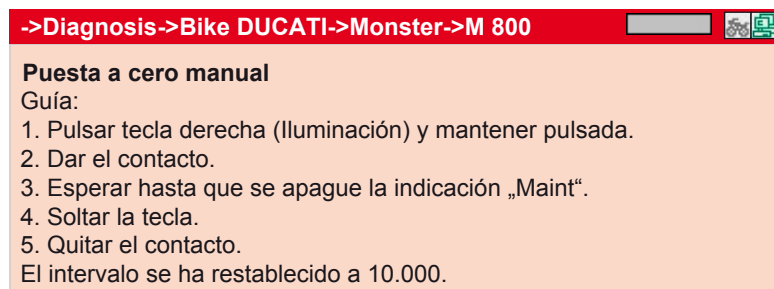 ->Diagnosis->Bike DUCATI->Monster->M 800
Puesta a cero manual
Guía:
1. Pulsar tecla derecha (Iluminación) y mantener pulsada.
2. Dar el contacto.
3. Esperar hasta que se apague la indicación „Maint“.
4. Soltar la tecla.
5. Quitar el contacto.
El intervalo se ha restablecido a 10.000.